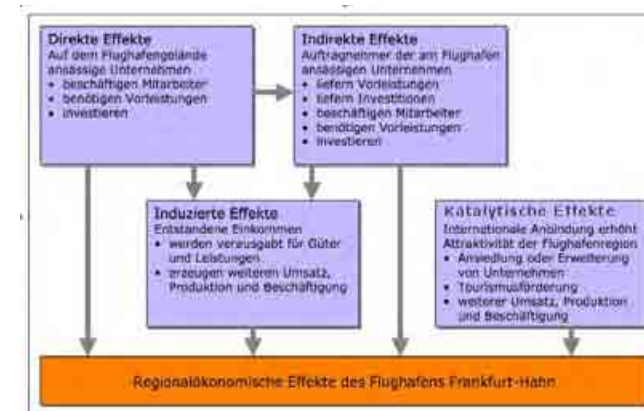 Direkte Effekte
Auf dem Flughafengelände
ansässige Unternehmen
• beschäftigen Mitarbeiter
• benötigen Vorleistungen
• investieren
Indirekte Effekte
Auftragnehmer der am Flughafen
ansässigen Unternehmen
• liefern Vorleistungen
• liefern Investitionen
• beschäftigen Mitarbeiter
• benötigen Vorleistungen
• investieren
Induzierte Effekte
Entstandene Einkommen
• werden verausgabt für Güter
und Leistungen
• erzeugen weiteren Umsatz,
Produktion und Beschäftigung
Katalytische Effekte
Internationale Anbindung erhöht
Attraktivität der Flughafenregion
• Ansiedlung oder Erweiterung
von Unternehmen
• Tourismusförderung
• weiterer Umsatz, Produktion
und Beschäftigung
Regionalökonomische Effekte des Flughafens Frankfurt-Hahn